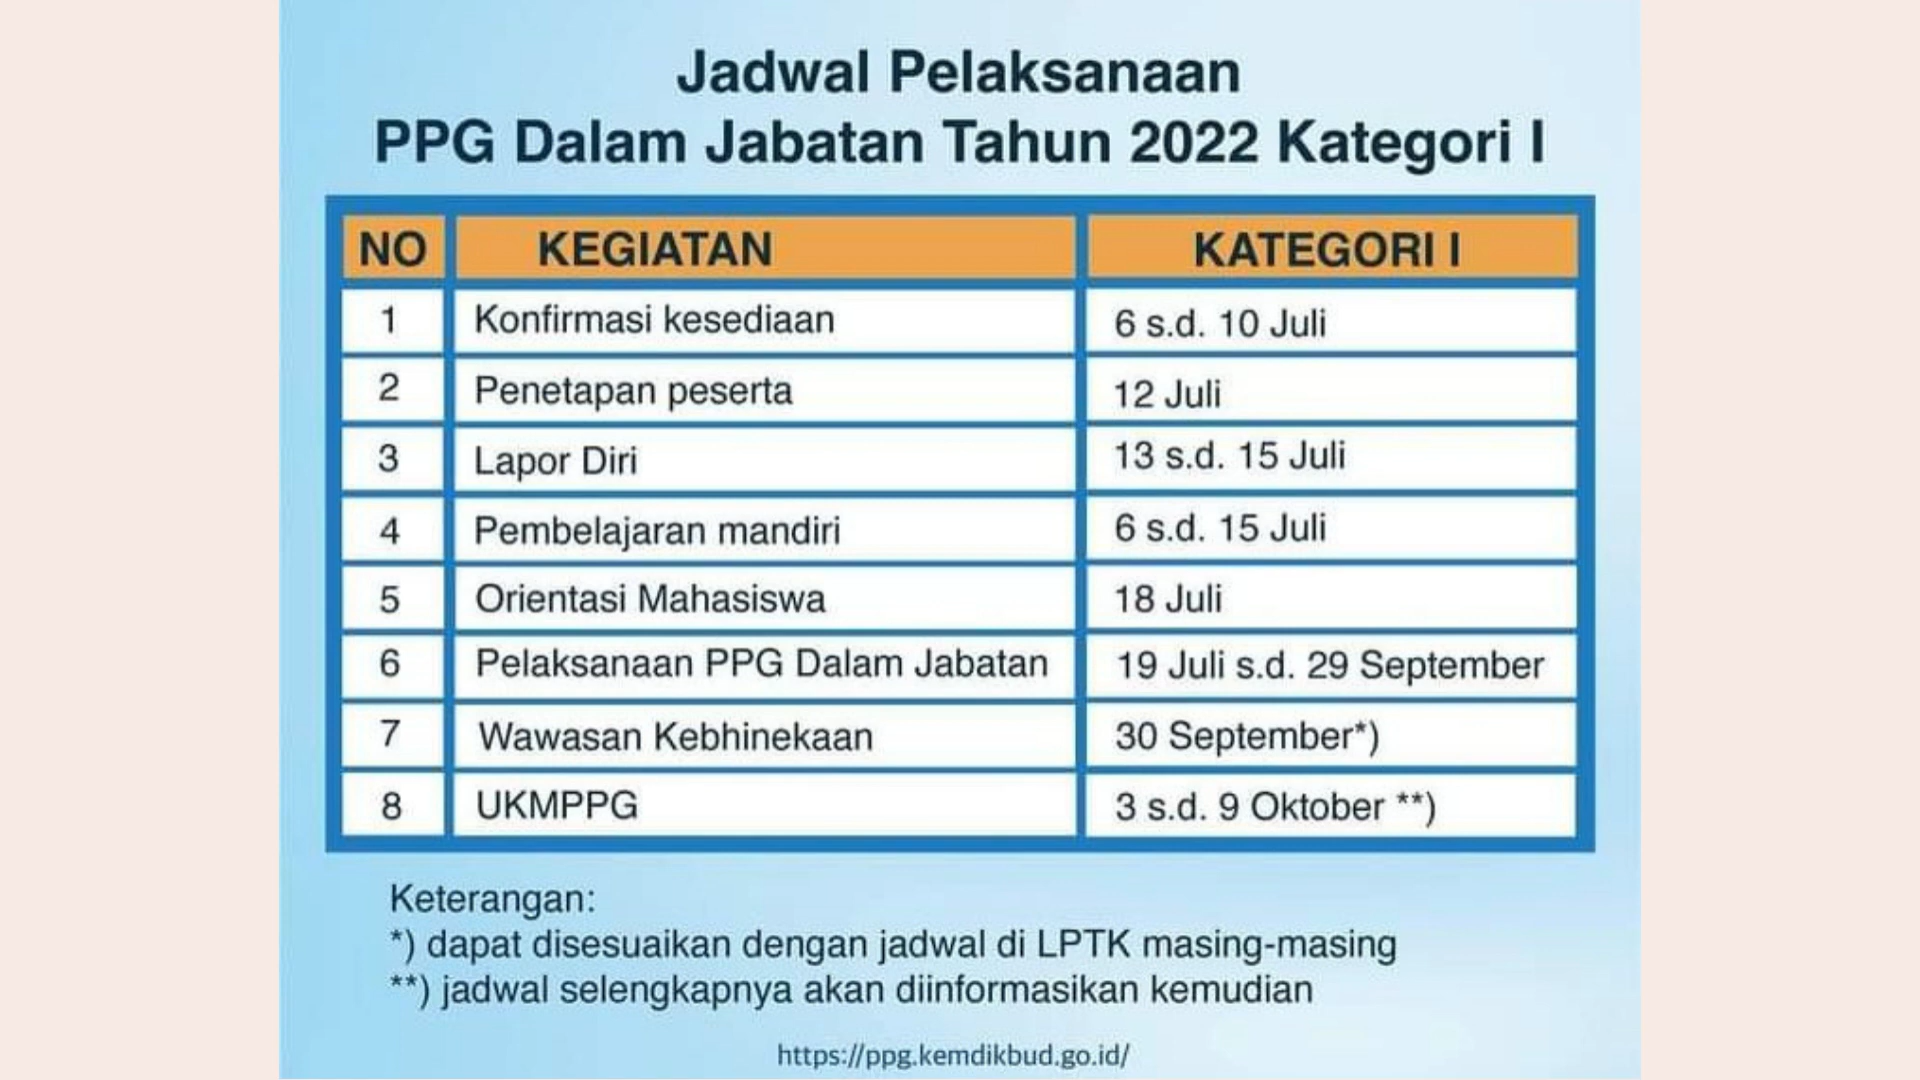 Jadwal Pelaksanaan
PPG Dalam Jabatan Tahun 2022 Kategori I
NO KEGIATAN KATEGORI I
1 Konfirmasi kesediaan 6 s.d. 10 Juli
2 Penetapan peserta 12 Juli
3 Lapor Diri 13 s.d. 15 Juli
4 Pembelajaran mandiri 6 s.d. 15 Juli
5 Orientasi Mahasiswa 18 Juli
6 Pelaksanaan PPG Dalam Jabatan 19 Juli s.d. 29 September
7 Wawasan Kebhinekaan 30 September*)
8 UKMPPG 3 s.d. 9 Oktober **)
Keterangan:
*) dapat disesuaikan dengan jadwal di LPTK masing-masing
**) jadwal selengkapnya akan diinformasikan kemudian
https://ppg.kemdikbud.go.id/